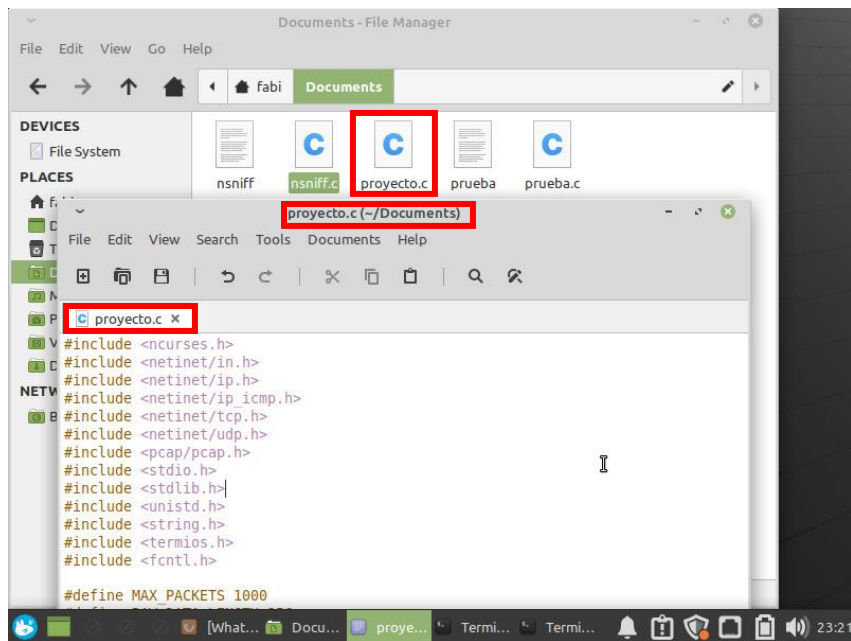 Documents - File Manager
File Edit View Go Help
fabi Documents
DEVICES
File System
PLACES
nsniff nsniff.c proyecto.c prueba prueba.c
proyecto.c (~/Documents)
File Edit View Search Tools Documents Help
proyecto.c
#include <ncurses.h>
#include <netinet/in.h>
#include <netinet/ip.h>
#include <netinet/ip_icmp.h>
#include <netinet/tcp.h>
#include <netinet/udp.h>
#include <pcap/pcap.h>
#include <stdio.h>
#include <stdlib.h>
#include <unistd.h>
#include <string.h>
#include <termios.h>
#include <fcntl.h>
#define MAX_PACKETS 1000
NETW
[What... Docu... proye... Termi... Termi... 23:21